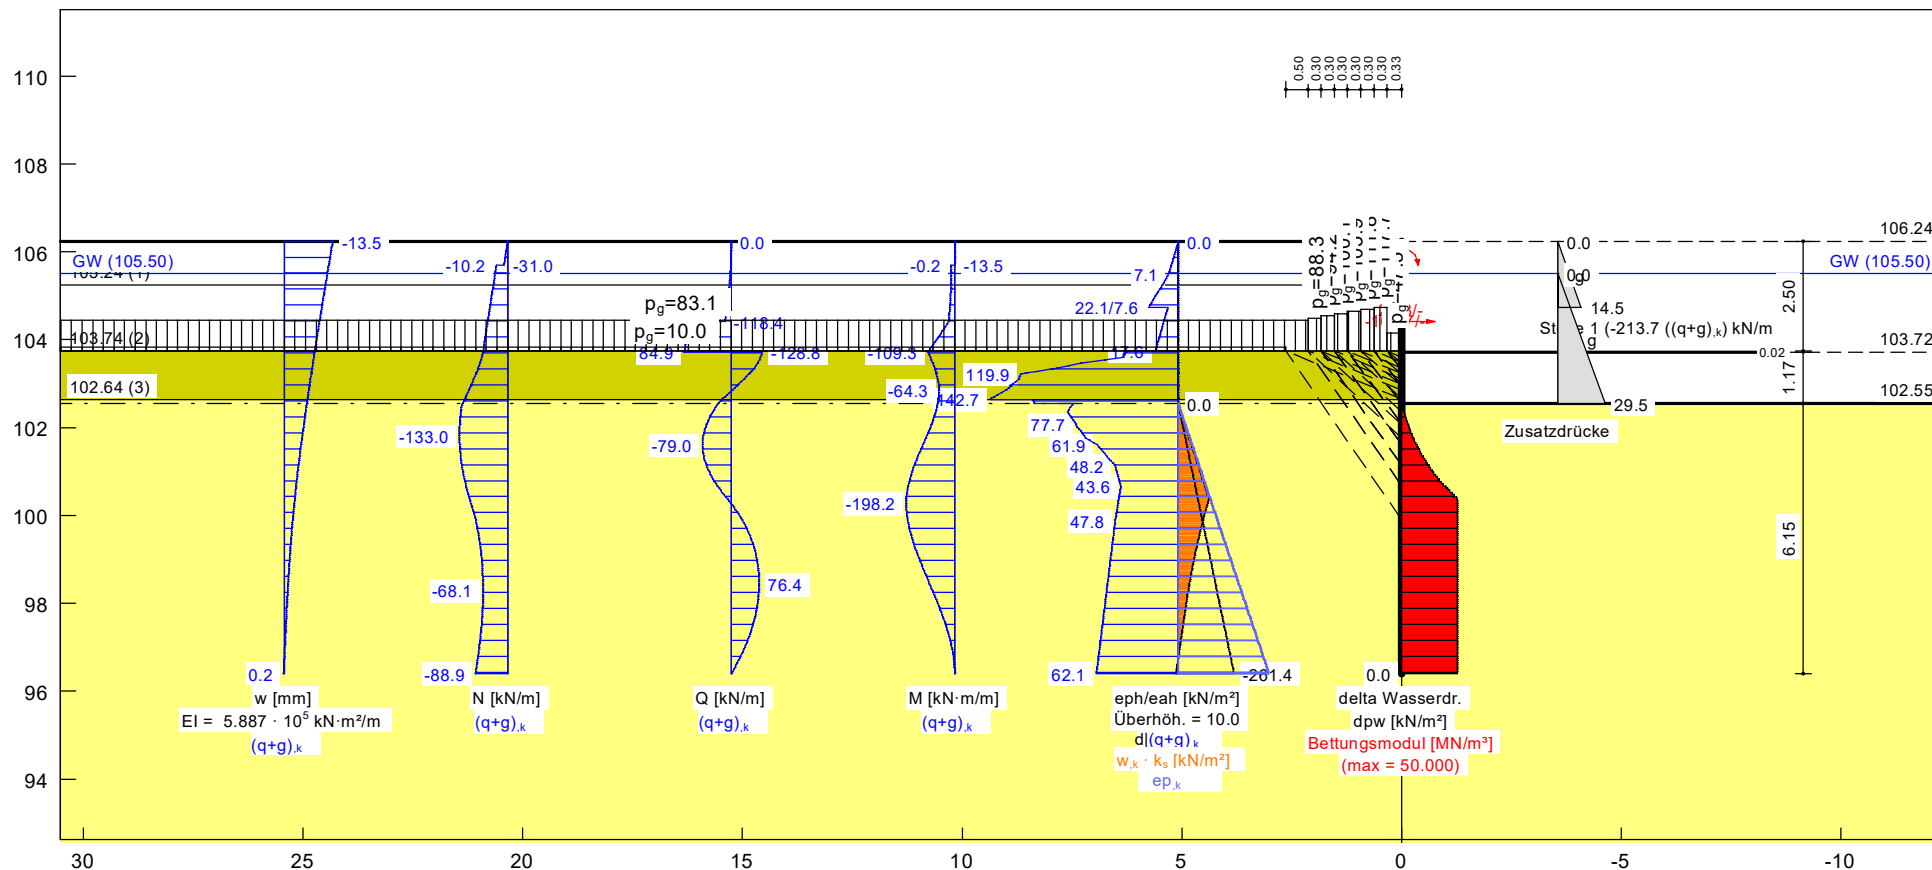 0.50
0.30
0.30
0.30
0.30
0.30
0.30
0.33
110
108
106
104
102
100
98
96
94
106.24
GW (105.50)
GW (105.50)
103.72
102.55
103.74 (2)
102.64 (3)
-13.5
-10.2
-31.0
0.0
-0.2
-13.5
0.0
7.1
22.1/7.6
pg=83.1
pg=10.0
-118.4
84.9
-128.8
-109.3
17.6
119.9
-64.3
142.7
0.0
77.7
61.9
48.2
43.6
47.8
-133.0
-79.0
-198.2
-68.1
76.4
0.2
-88.9
62.1
-261.4
0.0
pg=88.3
0.0
0.0
14.5
(-213.7 ((q+g),k) kN/m
0.02
29.5
Zusatzdrücke
2.50
1.17
6.15
w [mm]
EI = 5.887 · 10⁵ kN·m²/m
(q+g),k
N [kN/m]
(q+g),k
Q [kN/m]
(q+g),k
M [kN·m/m]
(q+g),k
eph/eah [kN/m²]
Überhöh. = 10.0
d|(q+g),k
w,k · ks [kN/m²]
ep,k
delta Wasserdr.
dpw [kN/m²]
Bettungsmodul [MN/m³]
(max = 50.000)
30
25
20
15
10
5
0
-5
-10